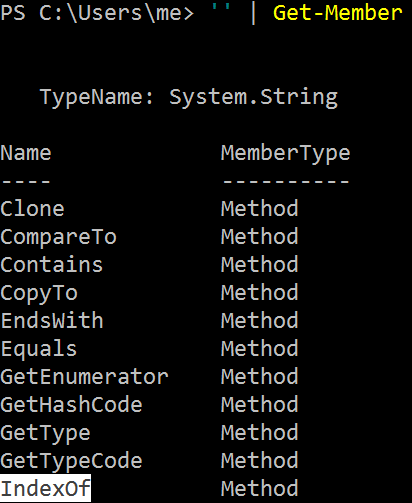 PS C:\Users\me> '' | Get-Member
TypeName: System.String
Name MemberType
---- ----------
Clone Method
CompareTo Method
Contains Method
CopyTo Method
EndsWith Method
Equals Method
GetEnumerator Method
GetHashCode Method
GetType Method
GetTypeCode Method
IndexOf Method